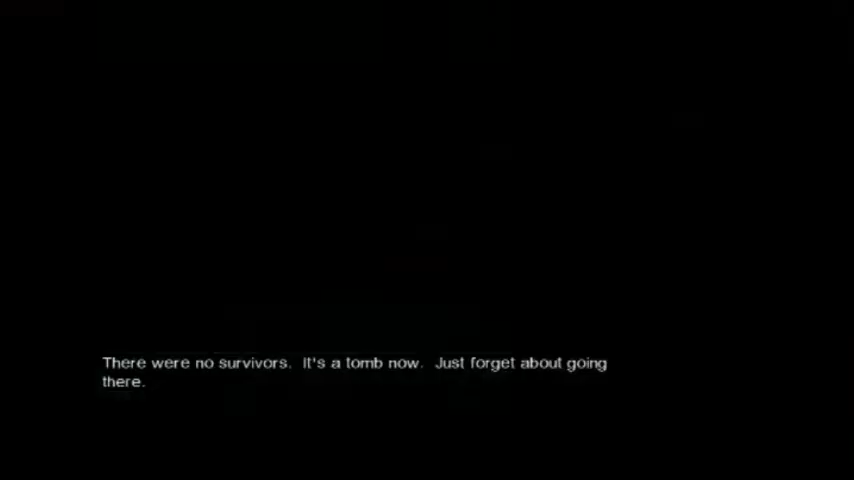 There were no survivors.  It's a tomb now.  Just forget about going
there.